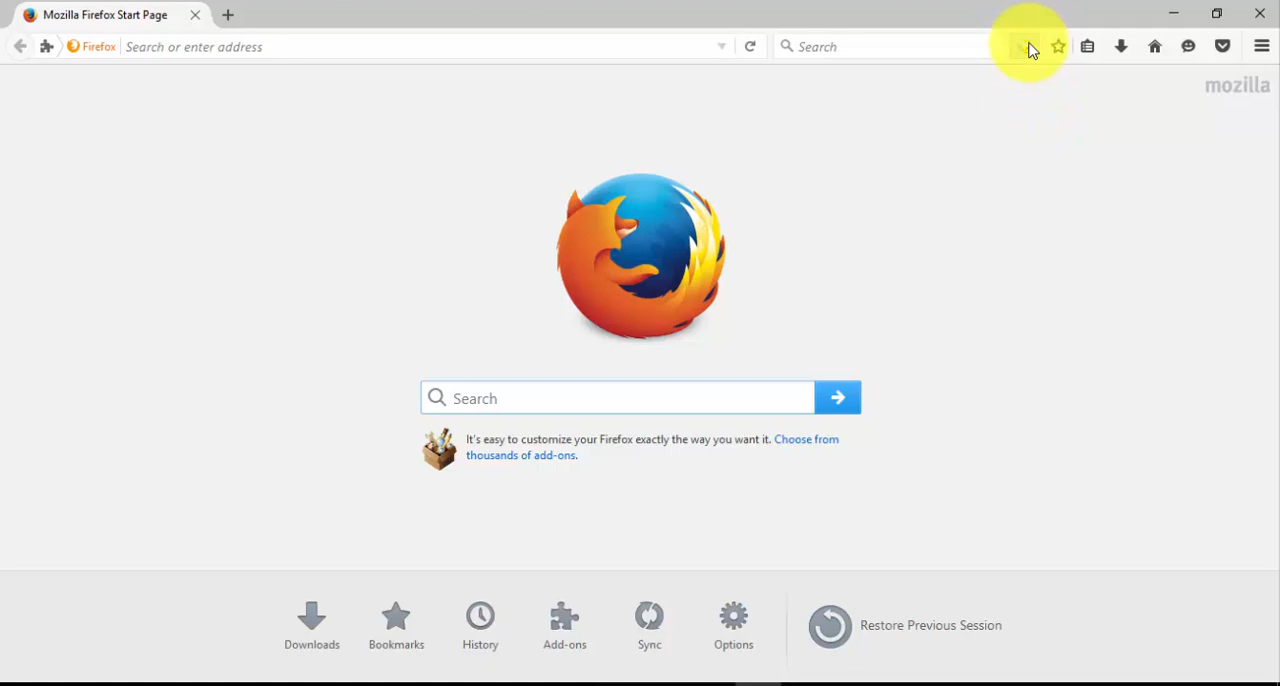 Mozilla Firefox Start Page
Firefox Search or enter address Search
mozilla
Search
It's easy to customize your Firefox exactly the way you want it. Choose from
thousands of add-ons.
Downloads Bookmarks History Add-ons Sync Options Restore Previous Session